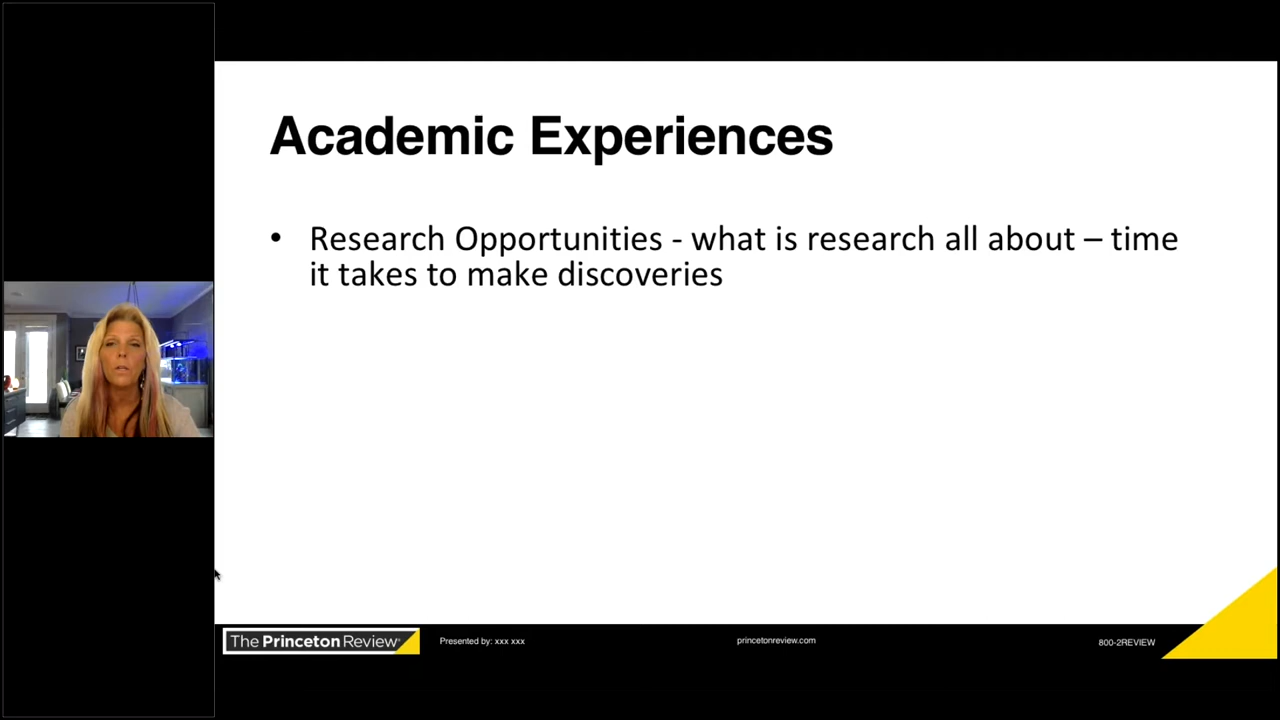 Academic Experiences
• Research Opportunities - what is research all about – time
it takes to make discoveries
The Princeton Review®
Presented by: xxx xxx
princetonreview.com
800-2REVIEW